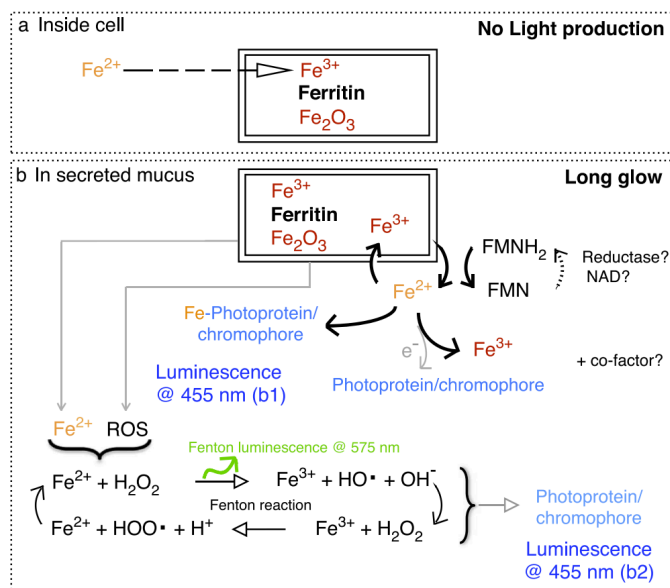 a Inside cell
No Light production
Fe²⁺
Fe³⁺
Ferritin
Fe₂O₃
b In secreted mucus
Long glow
Fe³⁺
Ferritin
Fe₂O₃
Fe³⁺
FMNH₂
FMN
Reductase?
NAD?
Fe²⁺
Fe-Photoprotein/
chromophore
e⁻
Fe³⁺
+ co-factor?
Photoprotein/chromophore
Luminescence
@ 455 nm (b1)
Fe²⁺ ROS
Fenton luminescence @ 575 nm
Fe²⁺ + H₂O₂
Fe³⁺ + HO· + OH⁻
Fenton reaction
Fe²⁺ + HOO· + H⁺
Fe³⁺ + H₂O₂
Photoprotein/
chromophore
Luminescence
@ 455 nm (b2)